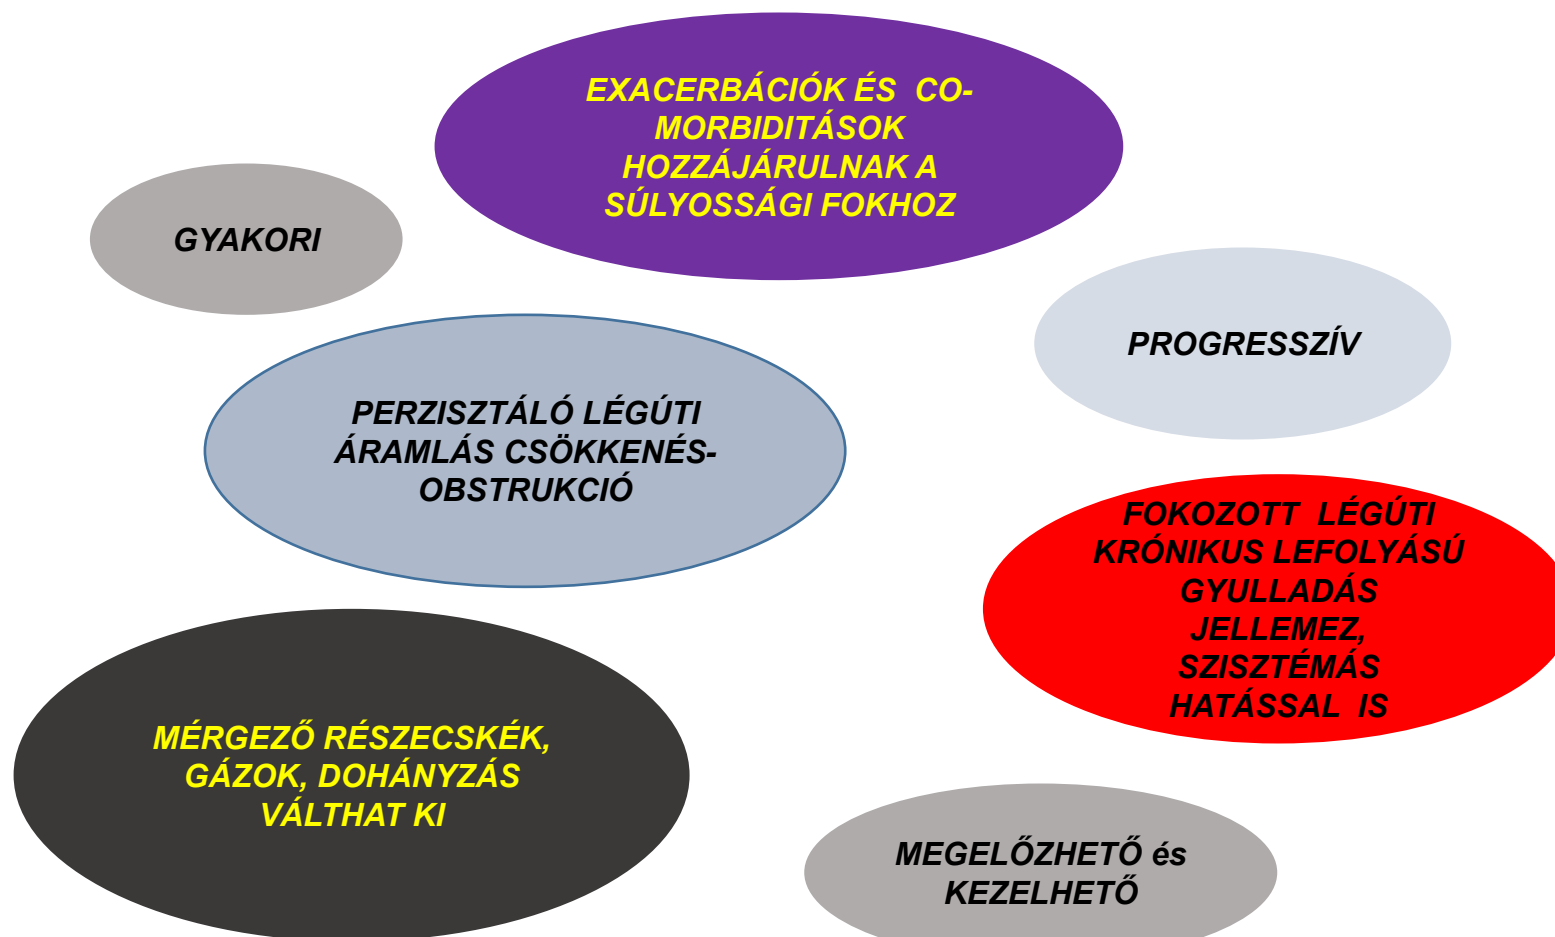 EXACERBÁCIÓK ÉS CO-
MORBIDITÁSOK
HOZZÁJÁRULNAK A
SÚLYOSSÁGI FOKHOZ
GYAKORI
PROGRESSZÍV
PERZISZTÁLÓ LÉGÚTI
ÁRAMLÁS CSÖKKENÉS-
OBSTRUKCIÓ
FOKOZOTT LÉGÚTI
KRÓNIKUS LEFOLYÁSÚ
GYULLADÁS
JELLEMEZ,
SZISZTÉMÁS
HATÁSSAL IS
MÉRGEZŐ RÉSZECSKÉK,
GÁZOK, DOHÁNYZÁS
VÁLTHAT KI
MEGELŐZHETŐ és
KEZELHETŐ